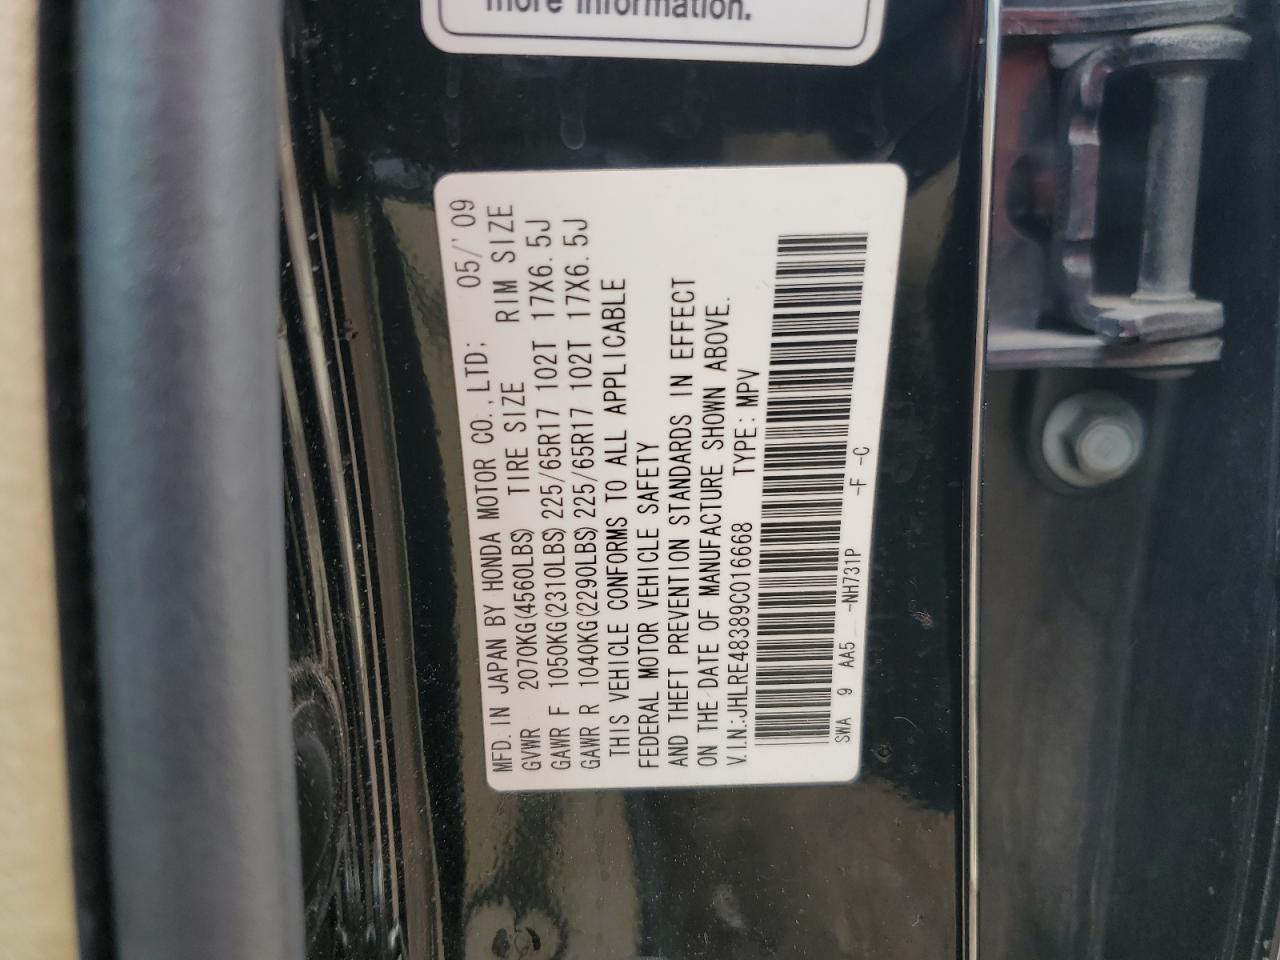 more information.
MFD. IN JAPAN BY HONDA MOTOR CO., LTD: 05/'09
GVWR 2070KG(4560LBS) TIRE SIZE RIM SIZE
GAWR F 1050KG(2310LBS) 225/65R17 102T 17X6.5J
GAWR R 1040KG(2290LBS) 225/65R17 102T 17X6.5J
THIS VEHICLE CONFORMS TO ALL APPLICABLE
FEDERAL MOTOR VEHICLE SAFETY
AND THEFT PREVENTION STANDARDS IN EFFECT
ON THE DATE OF MANUFACTURE SHOWN ABOVE.
V.I.N.:JHLRE48389C016668 TYPE: MPV
SWA 9 AA5 -NH731P -F -C